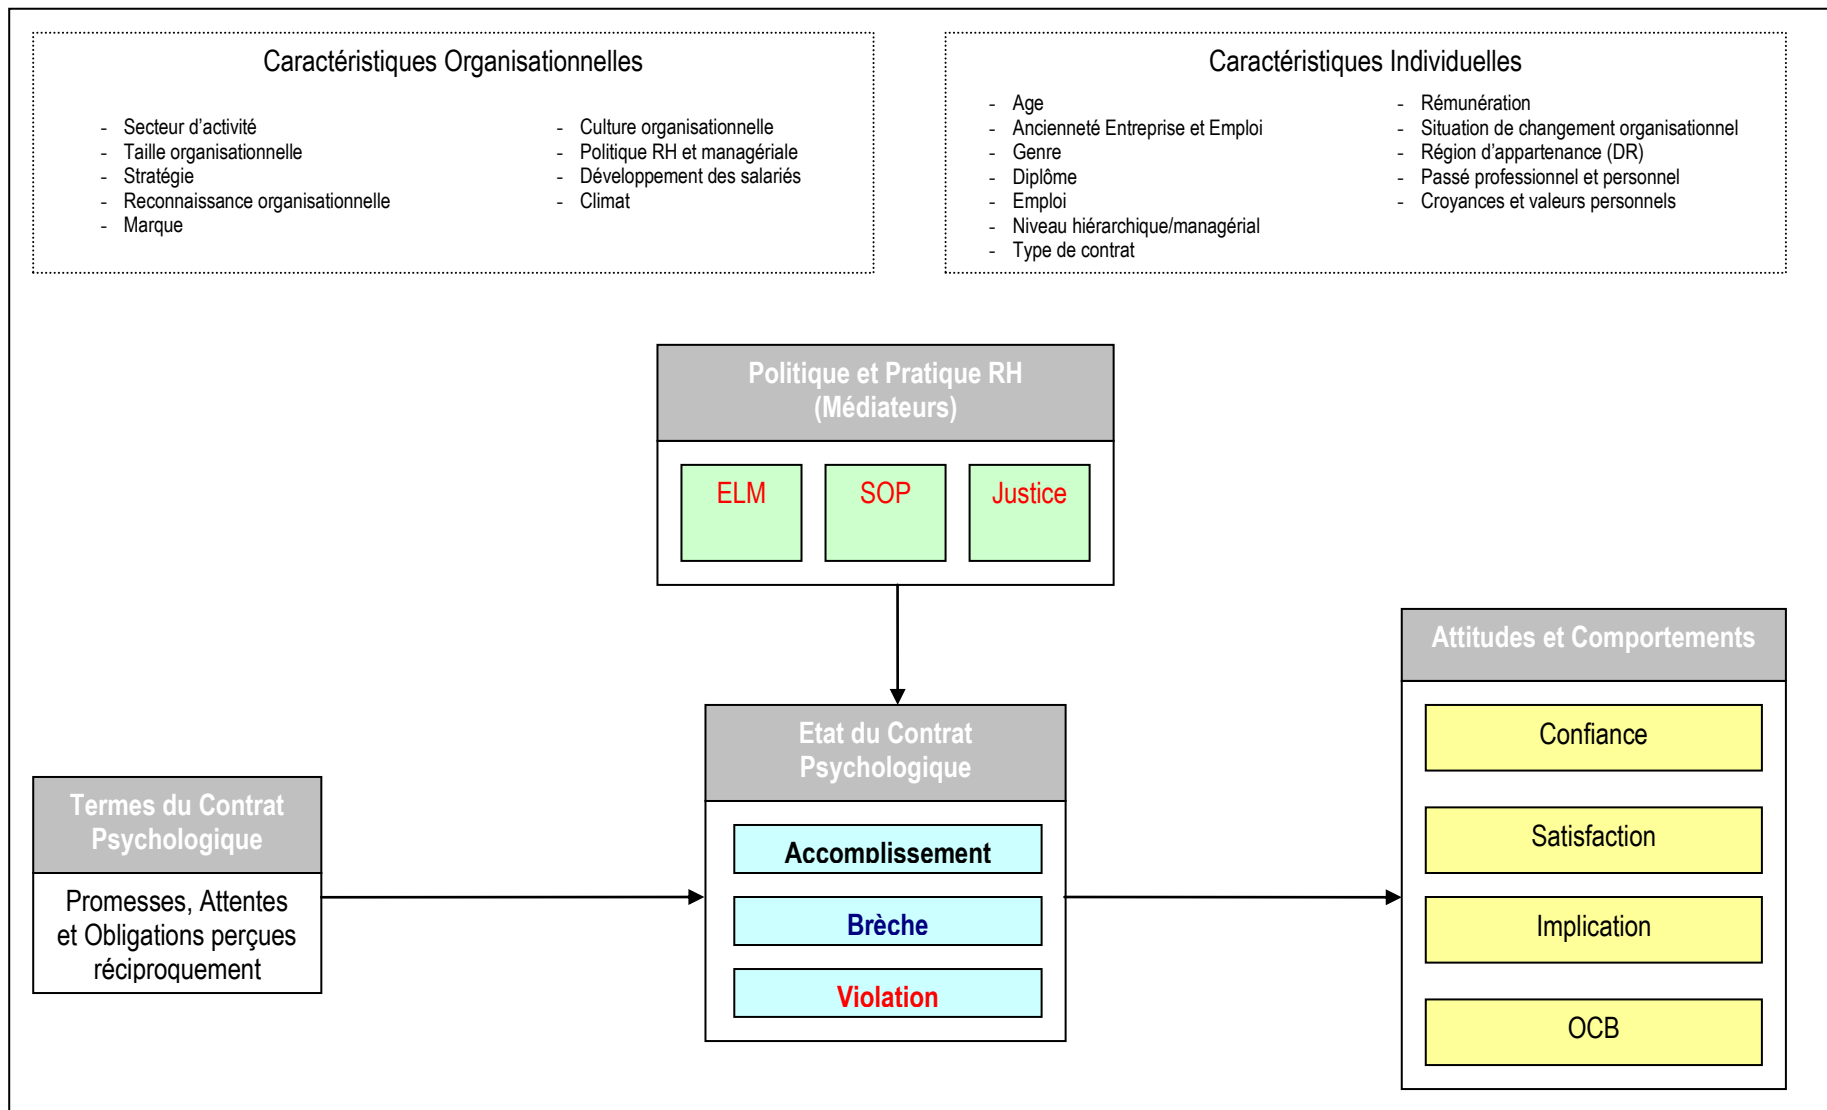 Caractéristiques Organisationnelles
- Secteur d'activité
- Taille organisationnelle
- Stratégie
- Reconnaissance organisationnelle
- Marque
- Culture organisationnelle
- Politique RH et managériale
- Développement des salariés
- Climat
Caractéristiques Individuelles
- Age
- Ancienneté Entreprise et Emploi
- Genre
- Diplôme
- Emploi
- Niveau hiérarchique/managérial
- Type de contrat
- Rémunération
- Situation de changement organisationnel
- Région d'appartenance (DR)
- Passé professionnel et personnel
- Croyances et valeurs personnels
Politique et Pratique RH
(Médiateurs)
ELM
SOP
Justice
Termes du Contrat
Psychologique
Promesses, Attentes
et Obligations perçues
réciproquement
Etat du Contrat
Psychologique
Accomplissement
Brèche
Violation
Attitudes et Comportements
Confiance
Satisfaction
Implication
OCB